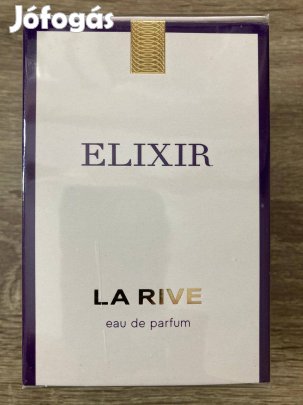 Jófogás
ELIXIR
LA RIVE
eau de parfum